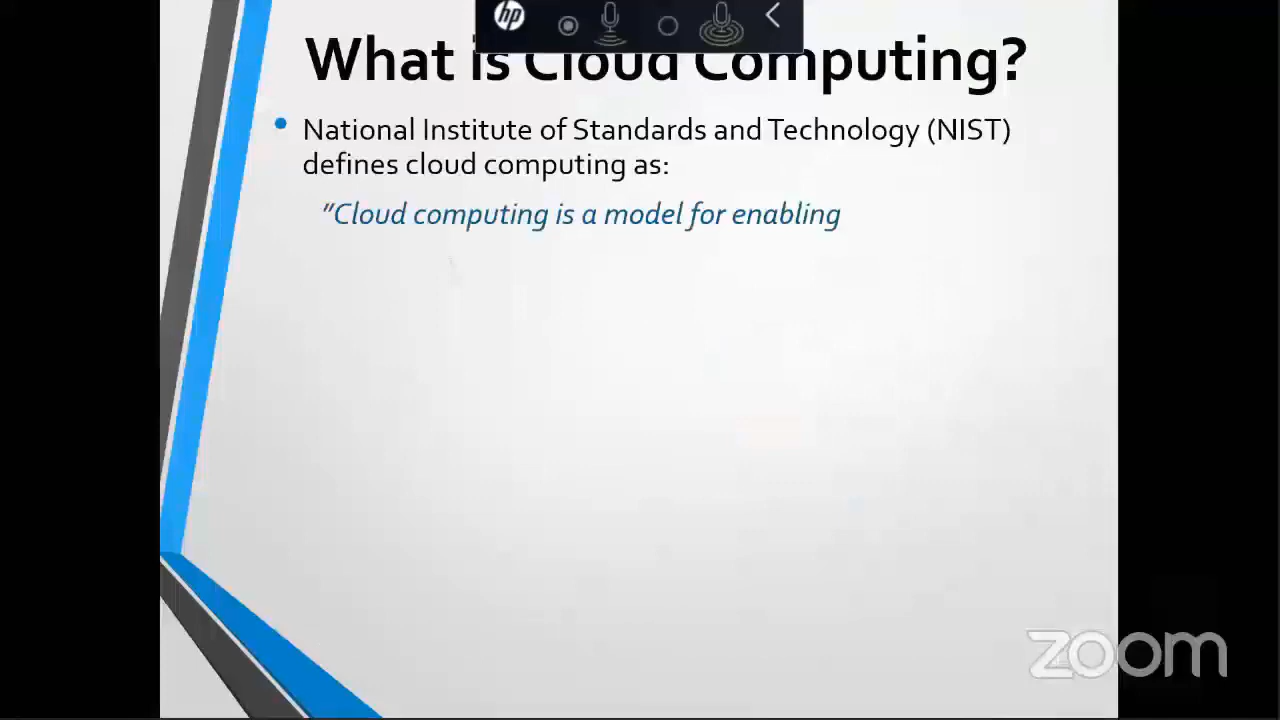 hp
What is Cloud Computing?
National Institute of Standards and Technology (NIST)
defines cloud computing as:
"Cloud computing is a model for enabling
zoom